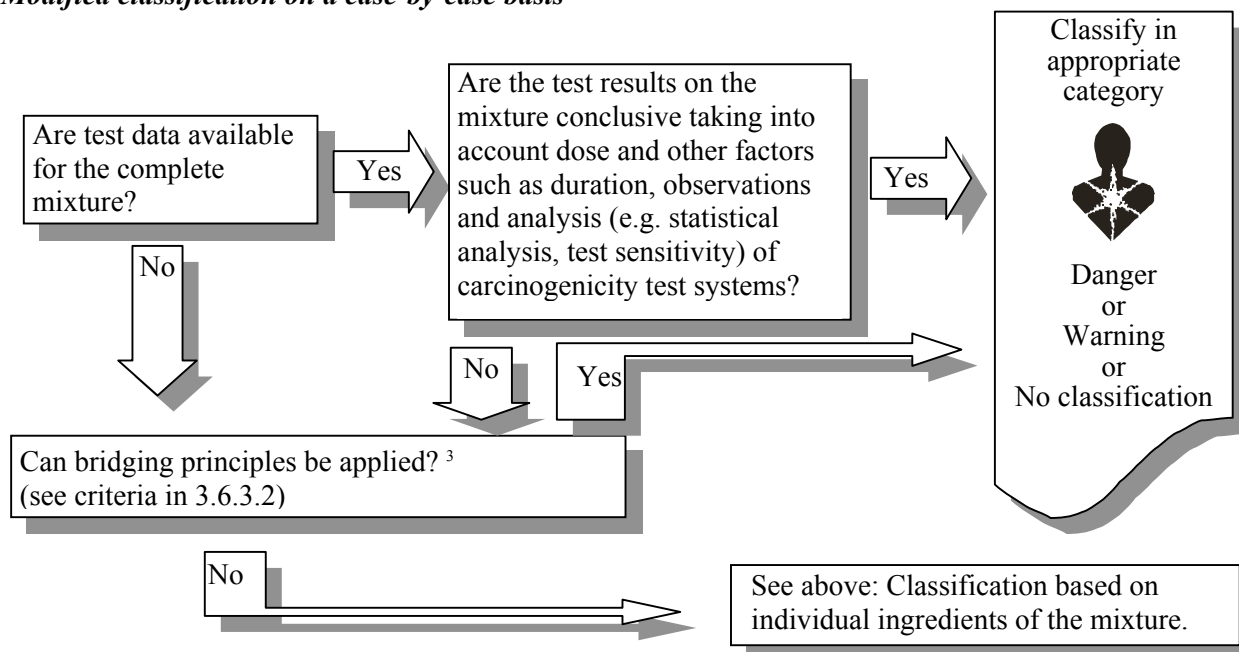 Modified classification on a case-by-case basis
Are test data available
for the complete
mixture?
Yes
Are the test results on the
mixture conclusive taking into
account dose and other factors
such as duration, observations
and analysis (e.g. statistical
analysis, test sensitivity) of
carcinogenicity test systems?
Yes
Classify in
appropriate
category
Danger
or
Warning
or
No classification
No
No
Yes
Can bridging principles be applied? 3
(see criteria in 3.6.3.2)
No
See above: Classification based on
individual ingredients of the mixture.